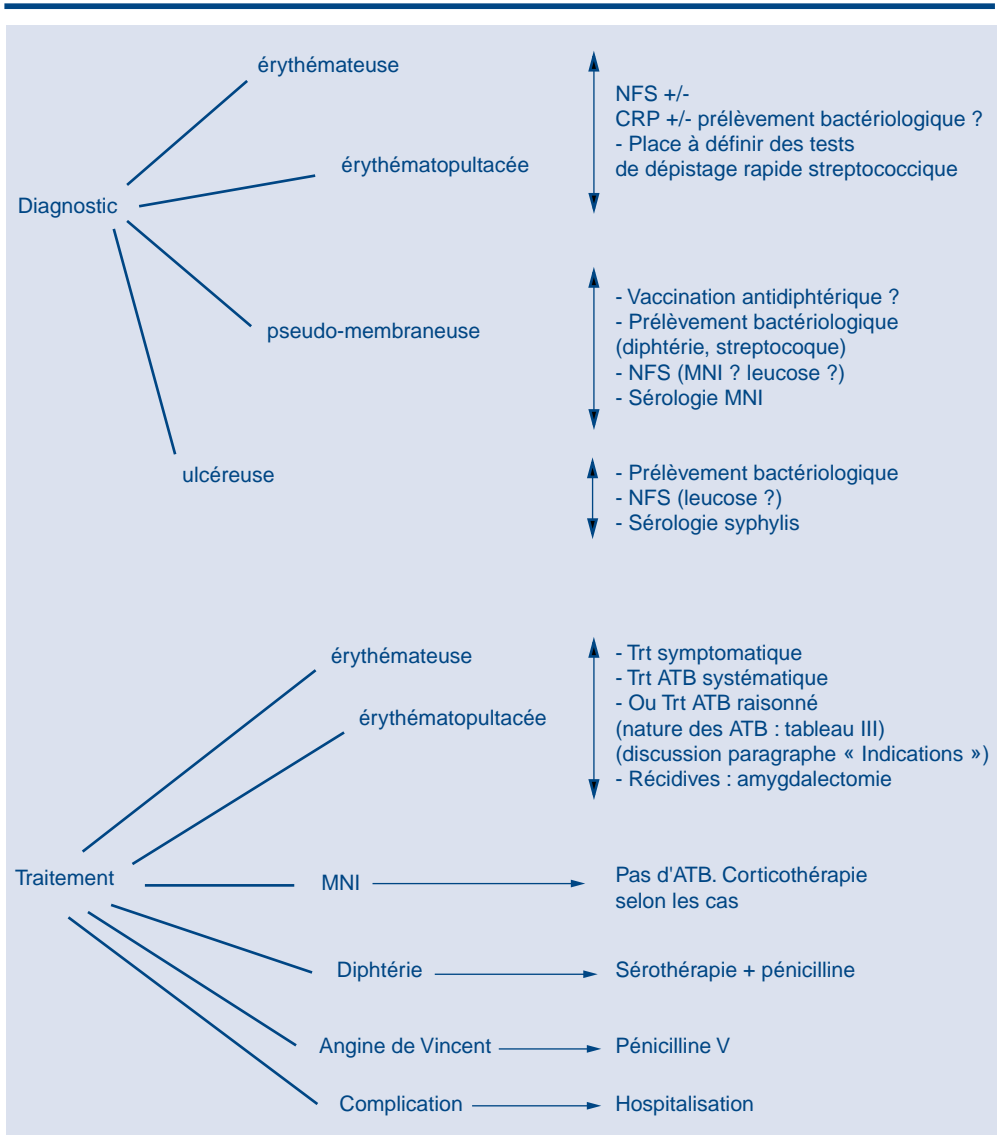 érythémateuse
NFS +/-
CRP +/- prélèvement bactériologique ?
- Place à définir des tests
de dépistage rapide streptococcique
érythématopultacée
Diagnostic
pseudo-membraneuse
- Vaccination antidiphtérique ?
- Prélèvement bactériologique
(diphtérie, streptocoque)
- NFS (MNI ? leucose ?)
- Sérologie MNI
ulcéreuse
- Prélèvement bactériologique
- NFS (leucose ?)
- Sérologie syphylis
érythémateuse
érythématopultacée
- Trt symptomatique
- Trt ATB systématique
- Ou Trt ATB raisonné
(nature des ATB : tableau III)
(discussion paragraphe « Indications »)
- Récidives : amygdalectomie
Traitement
MNI
Pas d'ATB. Corticothérapie
selon les cas
Diphtérie
Sérothérapie + pénicilline
Angine de Vincent
Pénicilline V
Complication
Hospitalisation